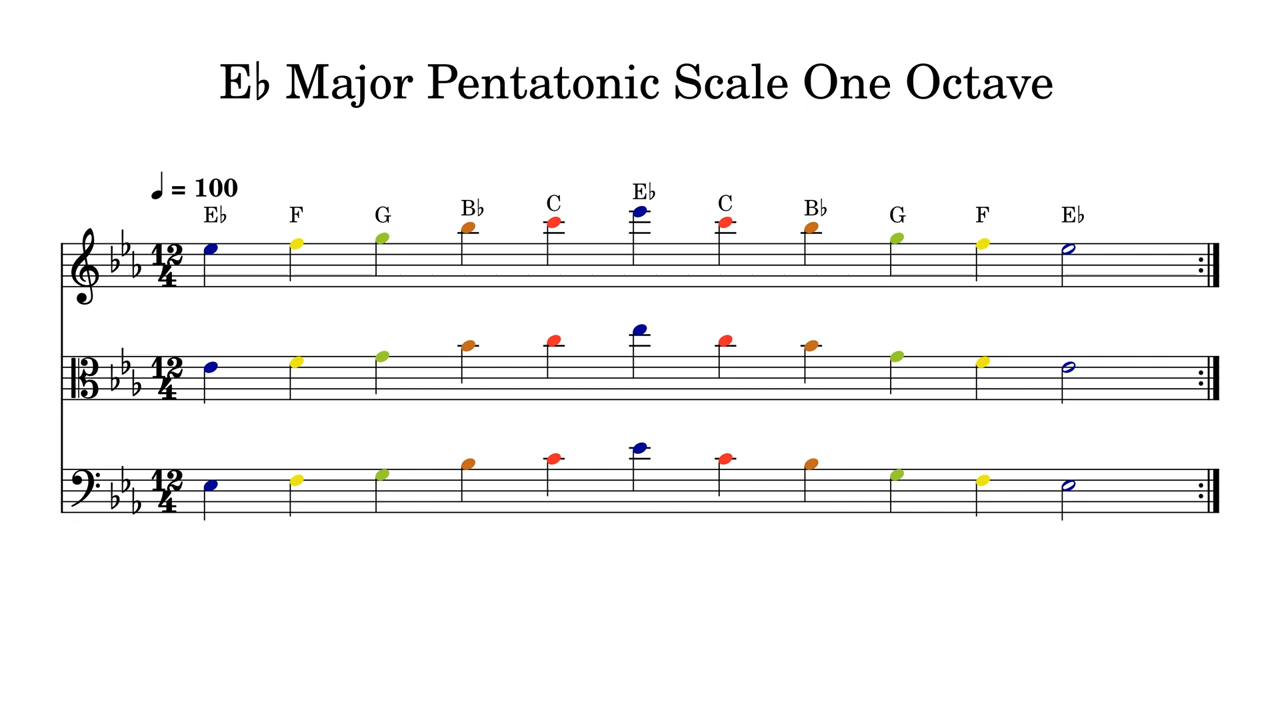 E♭ Major Pentatonic Scale One Octave
♩ = 100
E♭ F G B♭ C E♭ C B♭ G F E♭
12
4
12
4
12
4